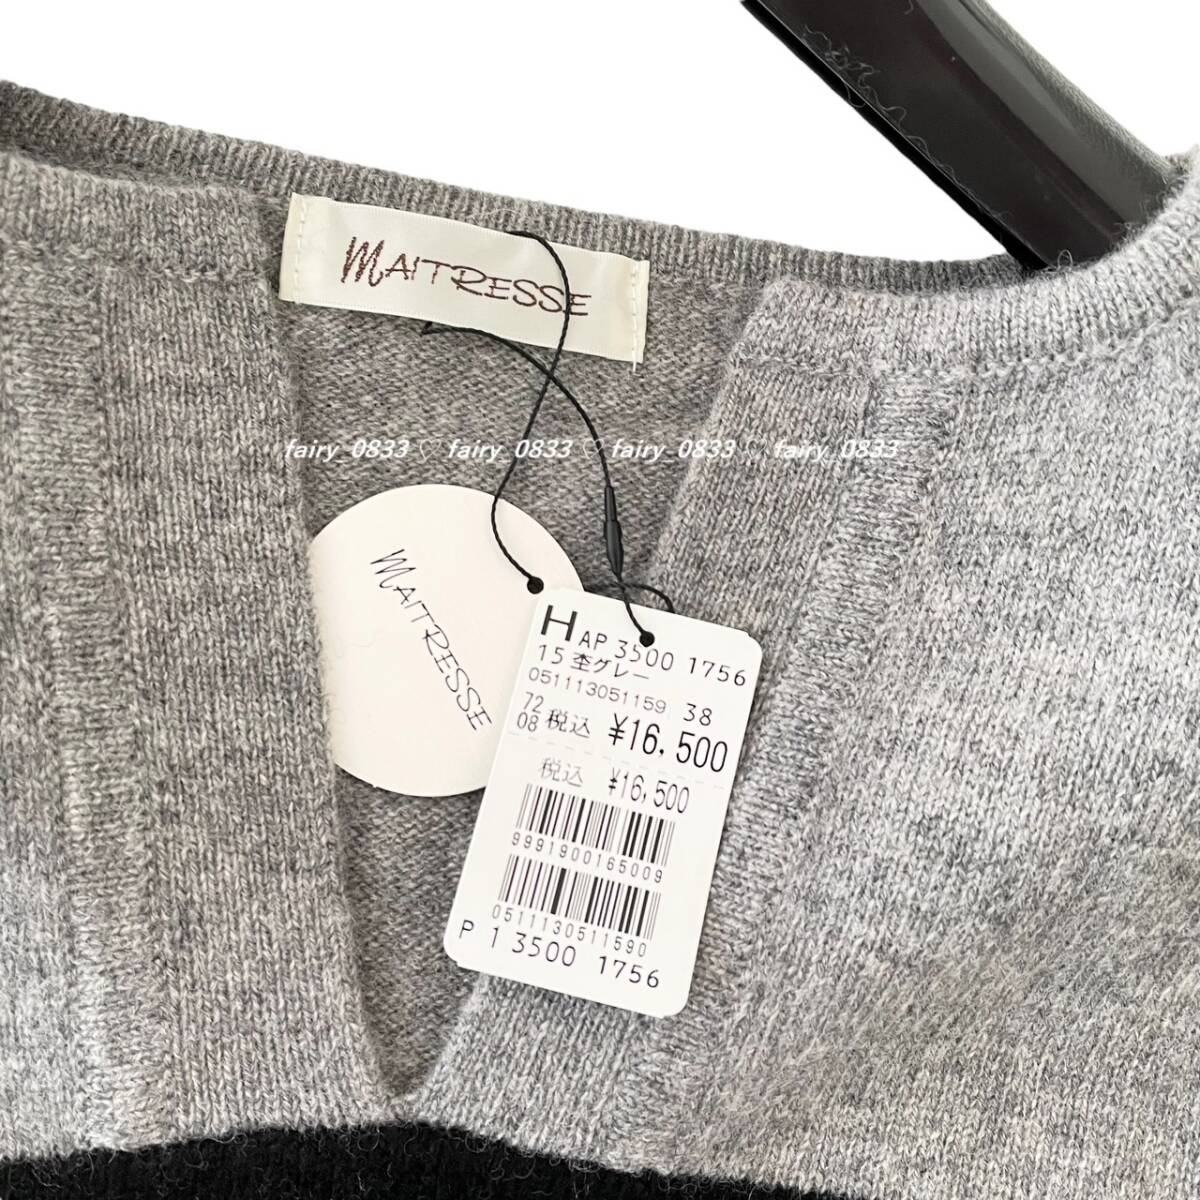 MAITRESSE
fairy_0833♡ fairy_0833♡ fairy_0833♡ fairy_0833
MAITRESSE
H AP 3500 1756
15 杢グレー
051113051159 38
72
08 税込 ¥16,500
税込 ¥16,500
9991900165009
0511130511590
P 1 3500 1756